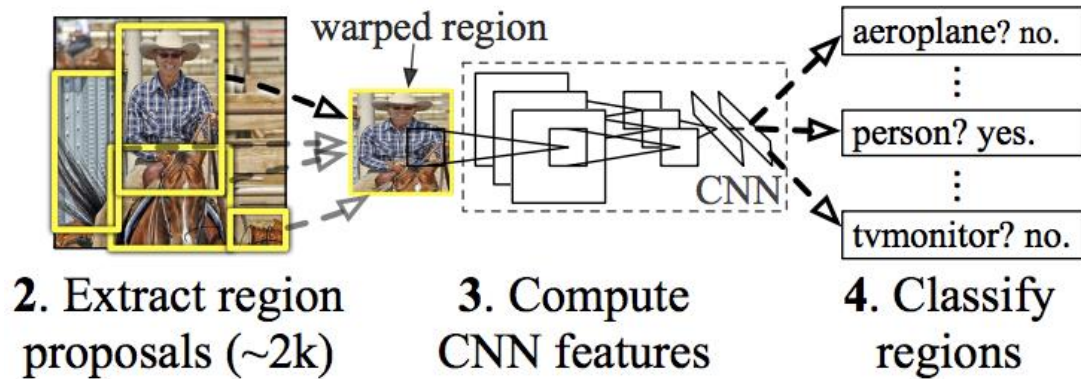 warped region
aeroplane? no.
⋮
person? yes.
CNN
⋮
tvmonitor? no.
2. Extract region
proposals (~2k)
3. Compute
CNN features
4. Classify
regions